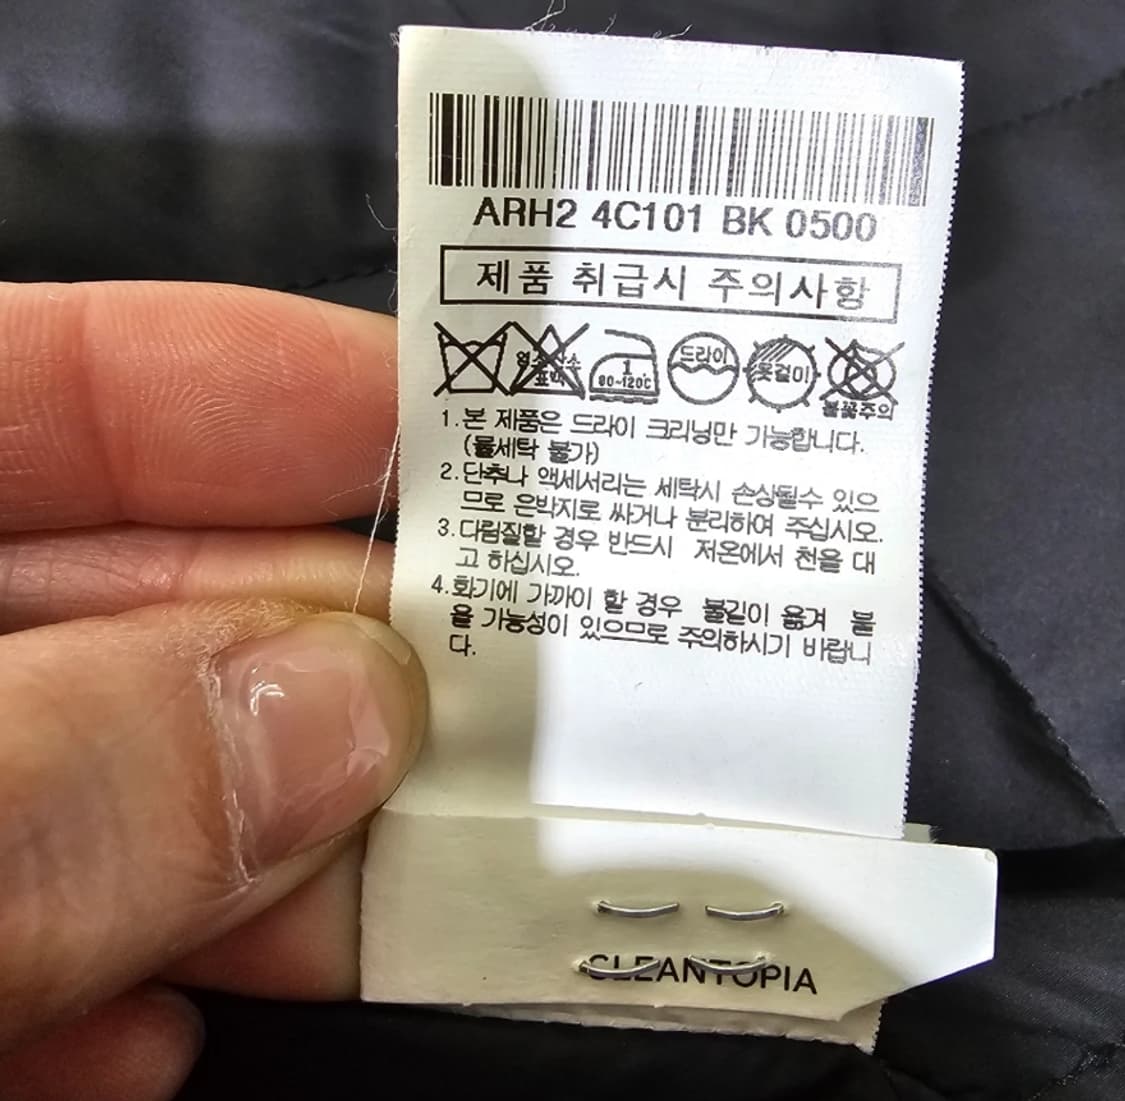 ARH2 4C101 BK 0500
제품 취급시 주의사항
염소산소
표백
1
80~120℃
드라이
옷걸이
불꽃주의
1.본 제품은 드라이 크리닝만 가능합니다.
(물세탁 불가)
2.단추나 액세서리는 세탁시 손상될수 있으
므로 은박지로 싸거나 분리하여 주십시오.
3.다림질할 경우 반드시 저온에서 천을 대
고 하십시오.
4.화기에 가까이 할 경우 불길이 옮겨 붙
을 가능성이 있으므로 주의하시기 바랍니
다.
CLEANTOPIA